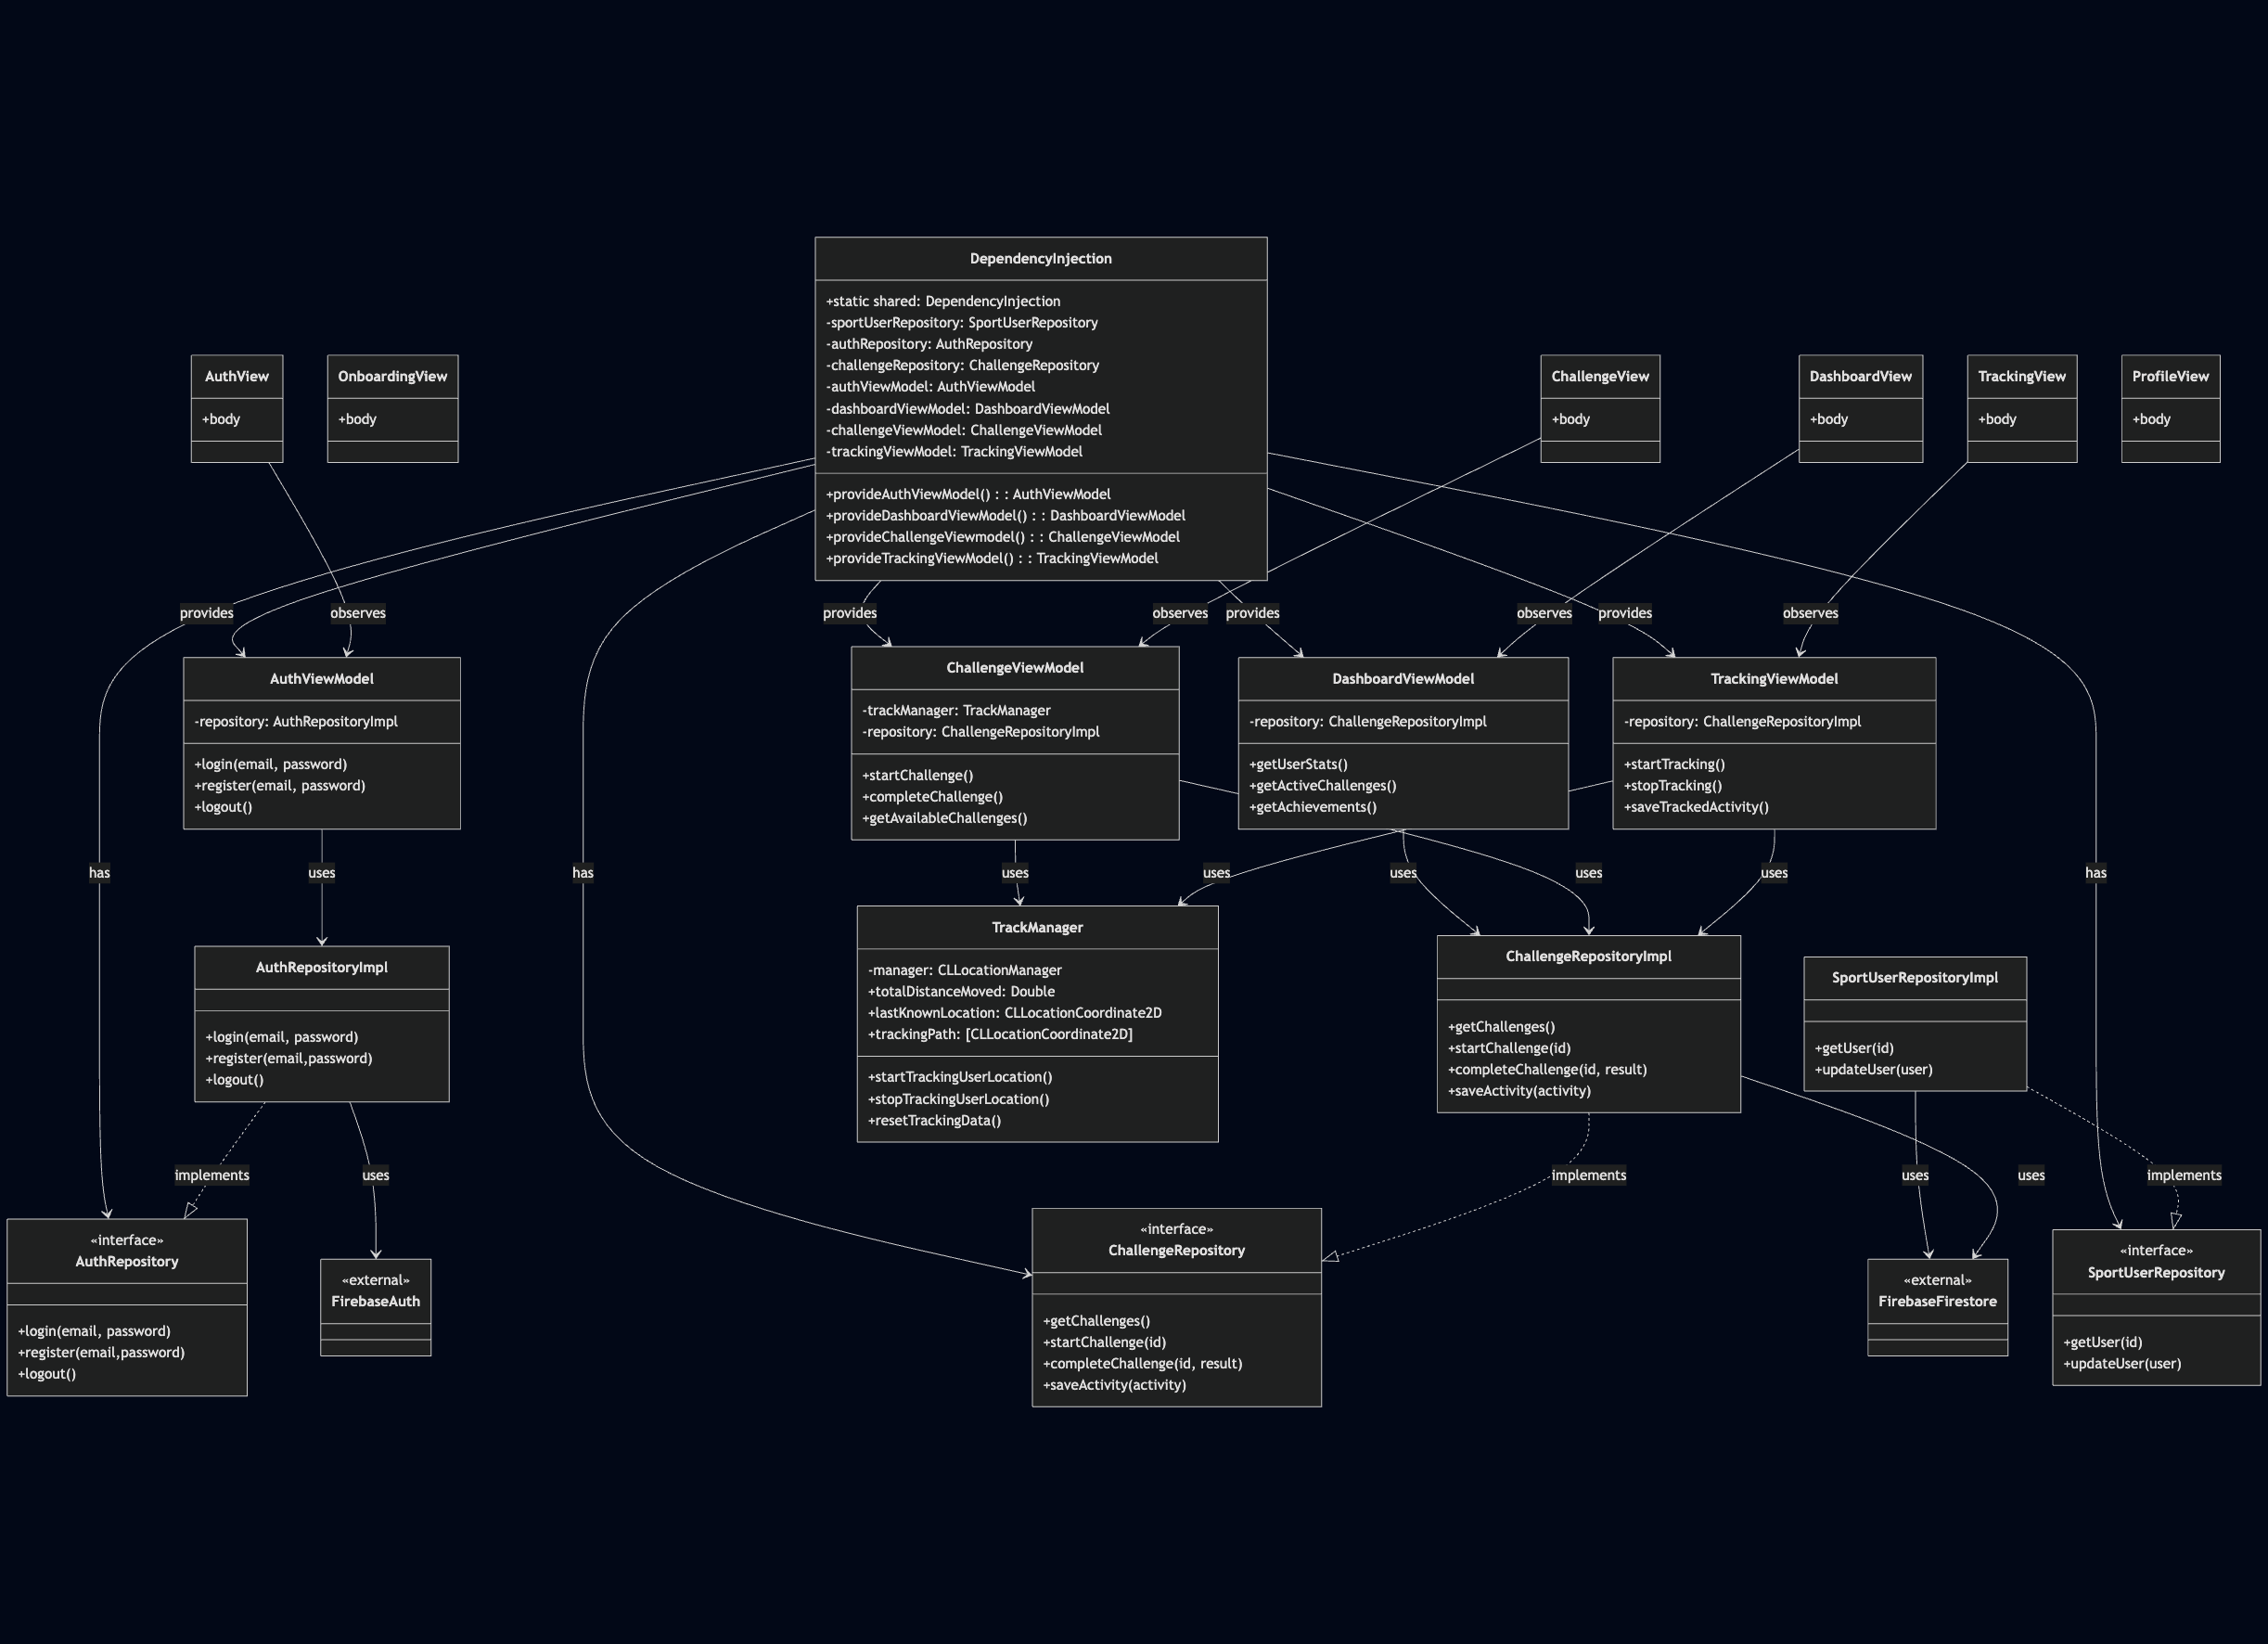 DependencyInjection
+static shared: DependencyInjection
-sportUserRepository: SportUserRepository
-authRepository: AuthRepository
-challengeRepository: ChallengeRepository
-authViewModel: AuthViewModel
-dashboardViewModel: DashboardViewModel
-challengeViewModel: ChallengeViewModel
-trackingViewModel: TrackingViewModel
+provideAuthViewModel() : : AuthViewModel
+provideDashboardViewModel() : : DashboardViewModel
+provideChallengeViewmodel() : : ChallengeViewModel
+provideTrackingViewModel() : : TrackingViewModel
AuthView
+body
OnboardingView
+body
ChallengeView
+body
DashboardView
+body
TrackingView
+body
ProfileView
+body
provides
observes
provides
observes
provides
observes
provides
observes
AuthViewModel
-repository: AuthRepositoryImpl
+login(email, password)
+register(email, password)
+logout()
ChallengeViewModel
-trackManager: TrackManager
-repository: ChallengeRepositoryImpl
+startChallenge()
+completeChallenge()
+getAvailableChallenges()
DashboardViewModel
-repository: ChallengeRepositoryImpl
+getUserStats()
+getActiveChallenges()
+getAchievements()
TrackingViewModel
-repository: ChallengeRepositoryImpl
+startTracking()
+stopTracking()
+saveTrackedActivity()
has
uses
has
uses
uses
uses
uses
uses
has
AuthRepositoryImpl
+login(email, password)
+register(email,password)
+logout()
TrackManager
-manager: CLLocationManager
+totalDistanceMoved: Double
+lastKnownLocation: CLLocationCoordinate2D
+trackingPath: [CLLocationCoordinate2D]
+startTrackingUserLocation()
+stopTrackingUserLocation()
+resetTrackingData()
ChallengeRepositoryImpl
+getChallenges()
+startChallenge(id)
+completeChallenge(id, result)
+saveActivity(activity)
SportUserRepositoryImpl
+getUser(id)
+updateUser(user)
implements
uses
implements
uses
uses
implements
«interface»
AuthRepository
+login(email, password)
+register(email,password)
+logout()
«external»
FirebaseAuth
«interface»
ChallengeRepository
+getChallenges()
+startChallenge(id)
+completeChallenge(id, result)
+saveActivity(activity)
«external»
FirebaseFirestore
«interface»
SportUserRepository
+getUser(id)
+updateUser(user)